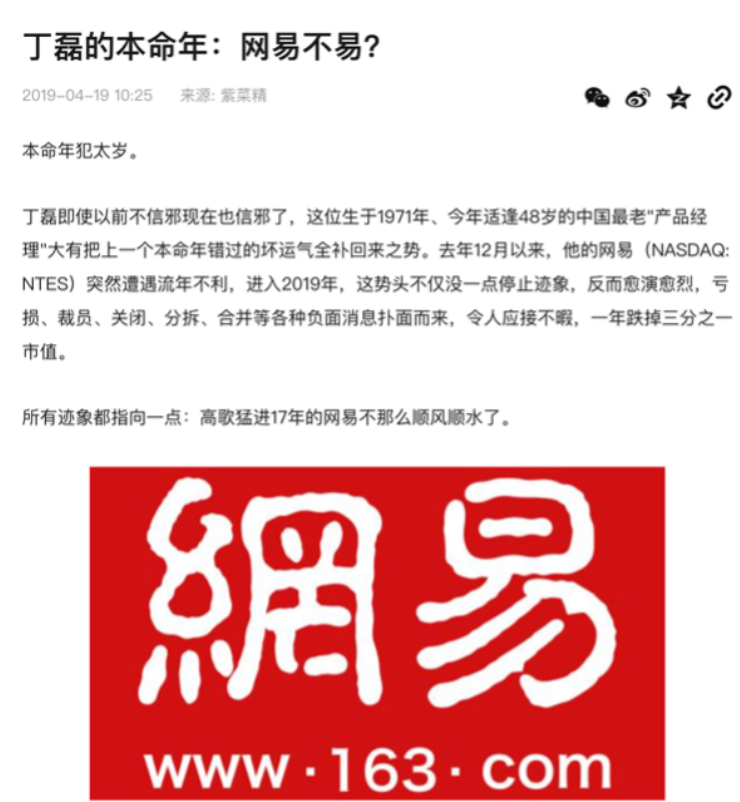 丁磊的本命年：网易不易？
2019-04-19 10:25 来源: 紫菜精
本命年犯太岁。
丁磊即使以前不信邪现在也信邪了，这位生于1971年、今年适逢48岁的中国最老"产品经
理"大有把上一个本命年错过的坏运气全补回来之势。去年12月以来，他的网易（NASDAQ:
NTES）突然遭遇流年不利，进入2019年，这势头不仅没一点停止迹象，反而愈演愈烈，亏
损、裁员、关闭、分拆、合并等各种负面消息扑面而来，令人应接不暇，一年跌掉三分之一
市值。
所有迹象都指向一点：高歌猛进17年的网易不那么顺风顺水了。
網易
www·163·com